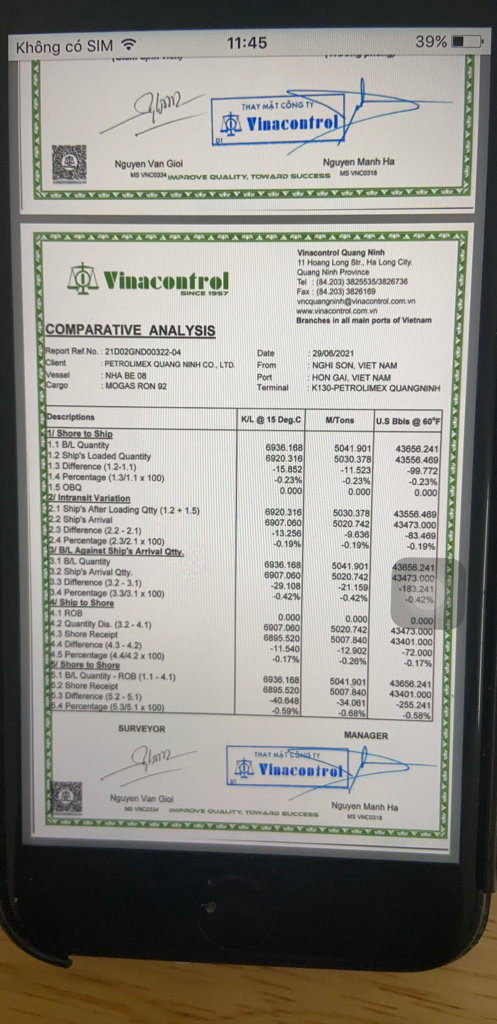 Không có SIM 11:45 39%
THAY MẶT CÔNG TY
Vinacontrol
Nguyen Van Gioi Nguyen Manh Ha
MS VNC0334 IMPROVE QUALITY, TOWARD SUCCESS MS VNC0318
Vinacontrol
SINCE 1957
Vinacontrol Quang Ninh
11 Hoang Long Str., Ha Long City.
Quang Ninh Province
Tel : (84.203) 3825535/3826736
Fax : (84.203) 3826169
vncquangninh@vinacontrol.com.vn
www.vinacontrol.com.vn
Branches in all main ports of Vietnam
COMPARATIVE ANALYSIS
Report Ref.No. : 21D02GND00322-04 Date : 29/06/2021
Client : PETROLIMEX QUANG NINH CO., LTD. From : NGHI SON, VIET NAM
Vessel : NHA BE 08 Port : HON GAI, VIET NAM
Cargo : MOGAS RON 92 Terminal : K130-PETROLIMEX QUANGNINH
Descriptions K/L @ 15 Deg.C M/Tons U.S Bbls @ 60°F
1/ Shore to Ship
1.1 B/L Quantity 6936.168 5041.901 43656.241
1.2 Ship's Loaded Quantity 6920.316 5030.378 43556.469
1.3 Difference (1.2-1.1) -15.852 -11.523 -99.772
1.4 Percentage (1.3/1.1 x 100) -0.23% -0.23% -0.23%
1.5 OBQ 0.000 0.000 0.000
2/ Intransit Variation
2.1 Ship's After Loading Qtty (1.2 + 1.5) 6920.316 5030.378 43556.469
2.2 Ship's Arrival 6907.060 5020.742 43473.000
2.3 Difference (2.2 - 2.1) -13.256 -9.636 -83.469
2.4 Percentage (2.3/2.1 x 100) -0.19% -0.19% -0.19%
3/ B/L Against Ship's Arrival Qtty.
3.1 B/L Quantity 6936.168 5041.901 43656.241
3.2 Ship's Arrival Qtty. 6907.060 5020.742 43473.000
3.3 Difference (3.2 - 3.1) -29.108 -21.159 -183.241
3.4 Percentage (3.3/3.1 x 100) -0.42% -0.42% -0.42%
4/ Ship to Shore
4.1 ROB 0.000 0.000 0.000
4.2 Quantity Dis. (3.2 - 4.1) 6907.060 5020.742 43473.000
4.3 Shore Receipt 6895.520 5007.840 43401.000
4.4 Difference (4.3 - 4.2) -11.540 -12.902 -72.000
4.5 Percentage (4.4/4.2 x 100) -0.17% -0.26% -0.17%
5/ Shore to Shore
5.1 B/L Quantity - ROB (1.1 - 4.1) 6936.168 5041.901 43656.241
5.2 Shore Receipt 6895.520 5007.840 43401.000
5.3 Difference (5.2 - 5.1) -40.648 -34.061 -255.241
5.4 Percentage (5.3/5.1 x 100) -0.59% -0.68% -0.58%
SURVEYOR MANAGER
THAY MẶT CÔNG TY
Vinacontrol
Nguyen Van Gioi Nguyen Manh Ha
MS VNC0334 IMPROVE QUALITY, TOWARD SUCCESS MS VNC0318